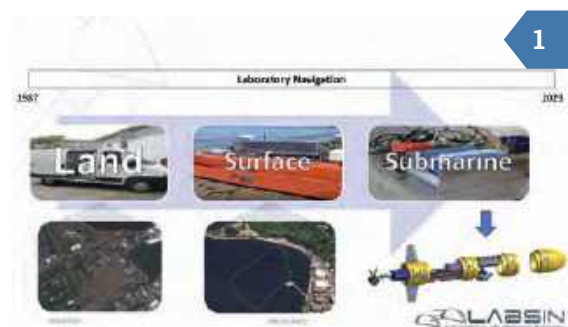 1
Laboratory Navigation
1987
2023
Land
Surface
Submarine
LABSIN